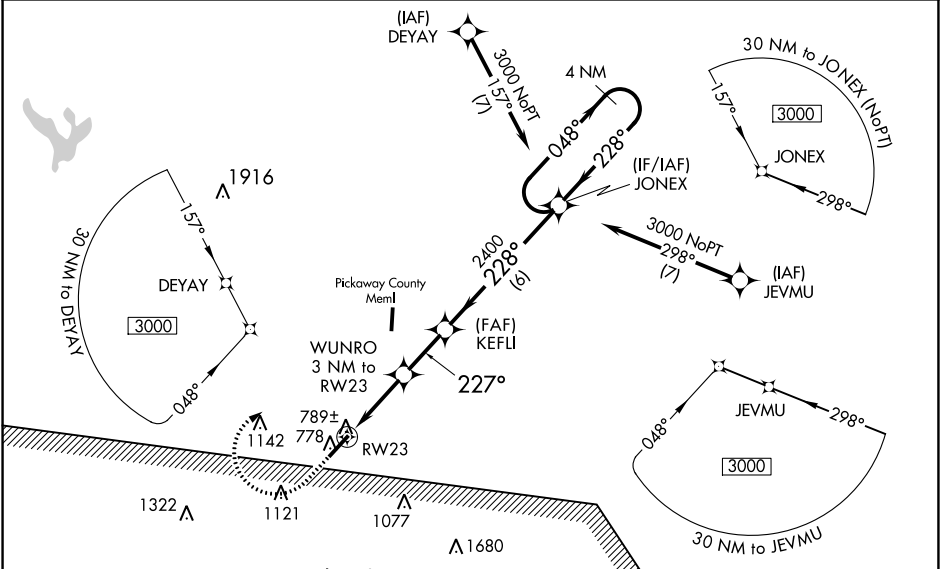 (IAF)
DEYAY
3000 NoPT
157°
(7)
4 NM
048°
228°
(IF/IAF)
JONEX
30 NM to JONEX (NoPT)
157°
3000
JONEX
298°
1916
157°
30 NM to DEYAY
DEYAY
3000
048°
2400
228°
(6)
3000 NoPT
298°
(7)
(IAF)
JEVMU
Pickaway County
Meml
(FAF)
KEFLI
WUNRO
3 NM to
RW23
227°
789±
778
RW23
1142
1322
1121
1077
1680
048°
JEVMU
298°
3000
30 NM to JEVMU